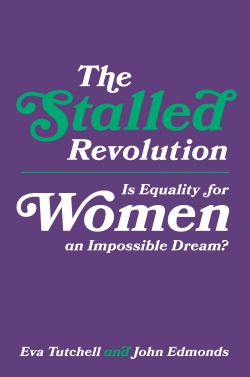 The
Stalled
Revolution
Is Equality for
Women
an Impossible Dream?
Eva Tutchell and John Edmonds